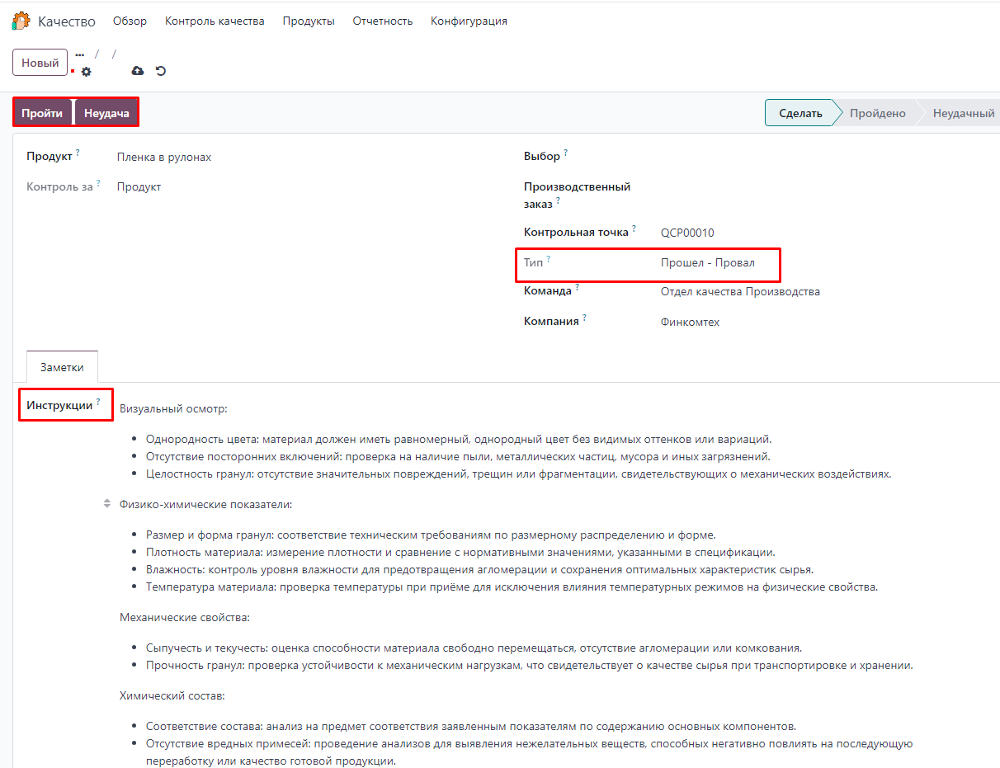 Качество Обзор Контроль качества Продукты Отчетность Конфигурация
Новый ... / /
Пройти Неудача Сделать Пройдено Неудачный
Продукт ? Пленка в рулонах
Контроль за ? Продукт
Выбор ?
Производственный
заказ ?
Контрольная точка ? QCP00010
Тип ? Прошел - Провал
Команда ? Отдел качества Производства
Компания ? Финкомтех
Заметки
Инструкции ? Визуальный осмотр:
• Однородность цвета: материал должен иметь равномерный, однородный цвет без видимых оттенков или вариаций.
• Отсутствие посторонних включений: проверка на наличие пыли, металлических частиц, мусора и иных загрязнений.
• Целостность гранул: отсутствие значительных повреждений, трещин или фрагментации, свидетельствующих о механических воздействиях.
Физико-химические показатели:
• Размер и форма гранул: соответствие техническим требованиям по размерному распределению и форме.
• Плотность материала: измерение плотности и сравнение с нормативными значениями, указанными в спецификации.
• Влажность: контроль уровня влажности для предотвращения агломерации и сохранения оптимальных характеристик сырья.
• Температура материала: проверка температуры при приёме для исключения влияния температурных режимов на физические свойства.
Механические свойства:
• Сыпучесть и текучесть: оценка способности материала свободно перемещаться, отсутствие агломерации или комкования.
• Прочность гранул: проверка устойчивости к механическим нагрузкам, что свидетельствует о качестве сырья при транспортировке и хранении.
Химический состав:
• Соответствие состава: анализ на предмет соответствия заявленным показателям по содержанию основных компонентов.
• Отсутствие вредных примесей: проведение анализов для выявления нежелательных веществ, способных негативно повлиять на последующую
переработку или качество готовой продукции.